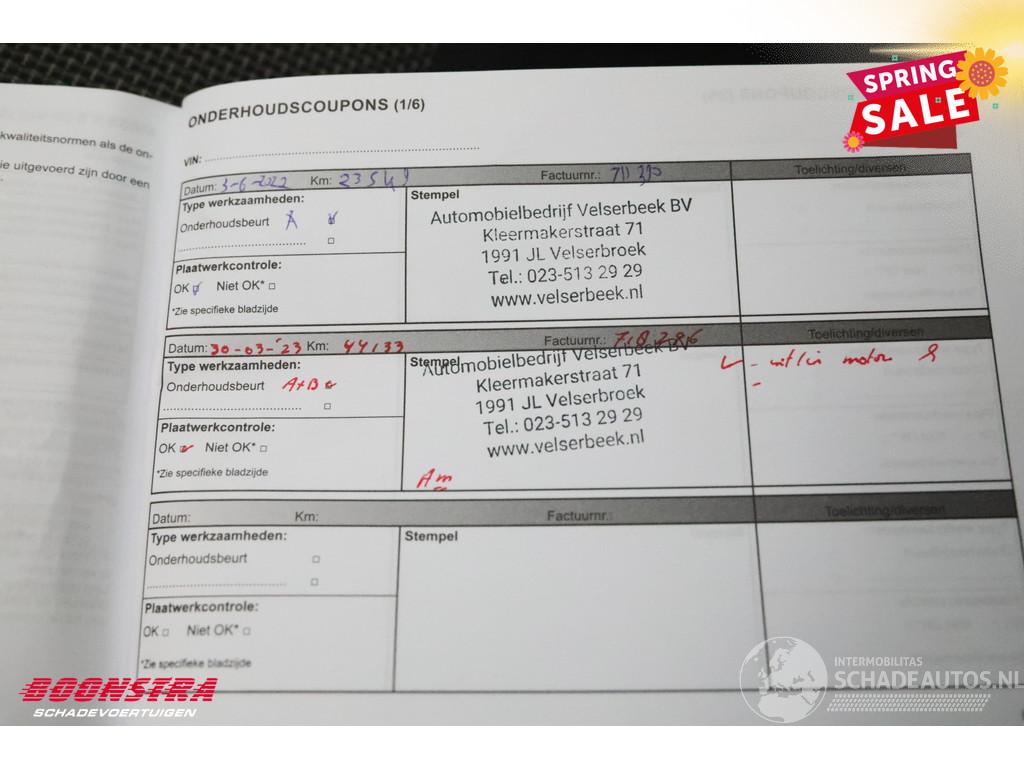 SPRING
SALE
kwaliteitsnormen als de on-
ie uitgevoerd zijn door een
ONDERHOUDSCOUPONS (1/6)
VIN:
Datum: 3-6-2022 Km: 23549 Factuurnr.: 711390 Toelichting/diversen
Type werkzaamheden:
Onderhoudsbeurt A
Plaatwerkcontrole:
OK Niet OK*
*Zie specifieke bladzijde
Stempel
Automobielbedrijf Velserbeek BV
Kleermakerstraat 71
1991 JL Velserbroek
Tel.: 023-513 29 29
www.velserbeek.nl
Datum: 30-03-'23 Km: 44133 Factuurnr.: 718286 Toelichting/diversen
Type werkzaamheden:
Onderhoudsbeurt A+B
Plaatwerkcontrole:
OK Niet OK*
*Zie specifieke bladzijde
Stempel
Automobielbedrijf Velserbeek BV
Kleermakerstraat 71
1991 JL Velserbroek
Tel.: 023-513 29 29
www.velserbeek.nl
Am
- motor
-
Datum: Km: Factuurnr.: Toelichting/diversen
Type werkzaamheden:
Onderhoudsbeurt
Plaatwerkcontrole:
OK Niet OK*
*Zie specifieke bladzijde
Stempel
BOONSTRA
SCHADEVOERTUIGEN
INTERMOBILITAS
SCHADEAUTOS.NL